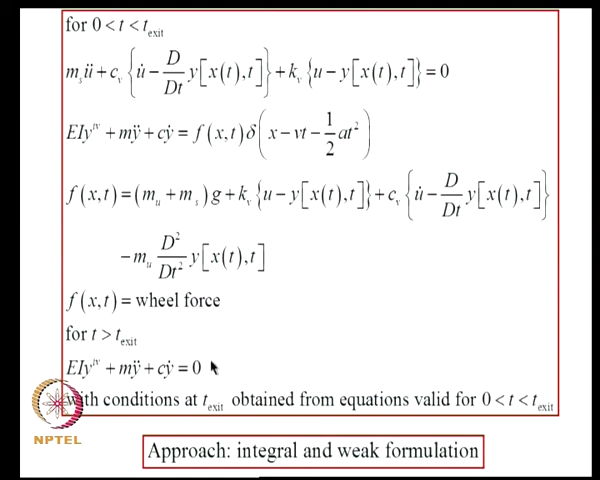 for 0 < t < t_exit
m_s ü + c_v { u̇ − D/Dt y[x(t),t] } + k_v { u − y[x(t),t] } = 0
EIy^iv + mÿ + cẏ = f(x,t) δ( x − vt − 1/2 at² )
f(x,t) = (m_u + m_s) g + k_v { u − y[x(t),t] } + c_v { u̇ − D/Dt y[x(t),t] }
− m_u D²/Dt² y[x(t),t]
f(x,t) = wheel force
for t > t_exit
EIy^iv + mÿ + cẏ = 0
with conditions at t_exit obtained from equations valid for 0 < t < t_exit
NPTEL
Approach: integral and weak formulation